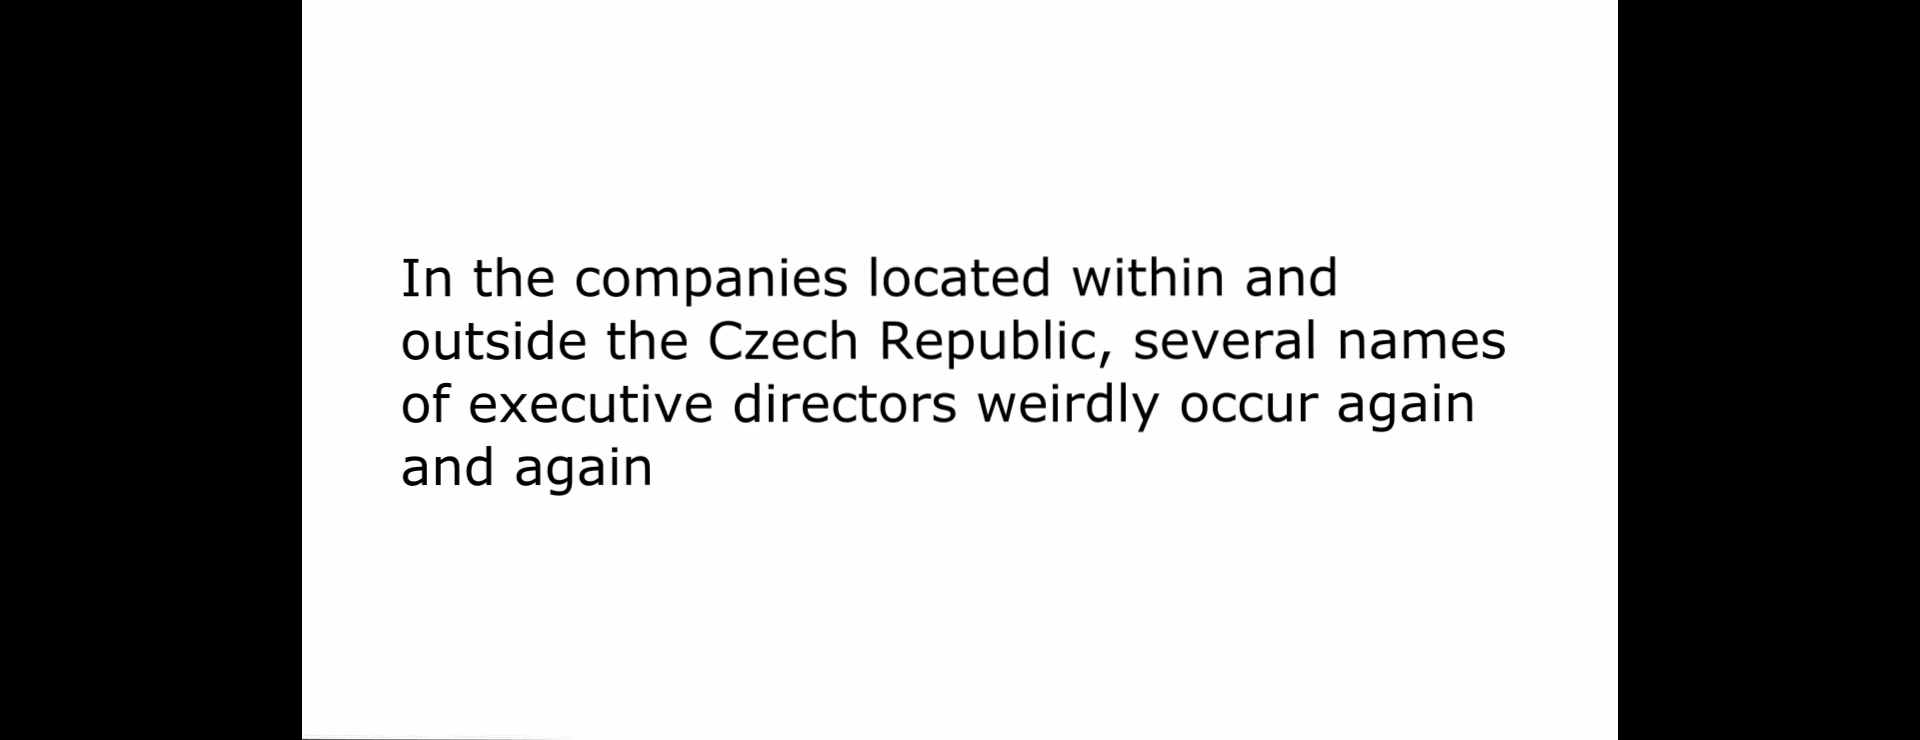 In the companies located within and
outside the Czech Republic, several names
of executive directors weirdly occur again
and again